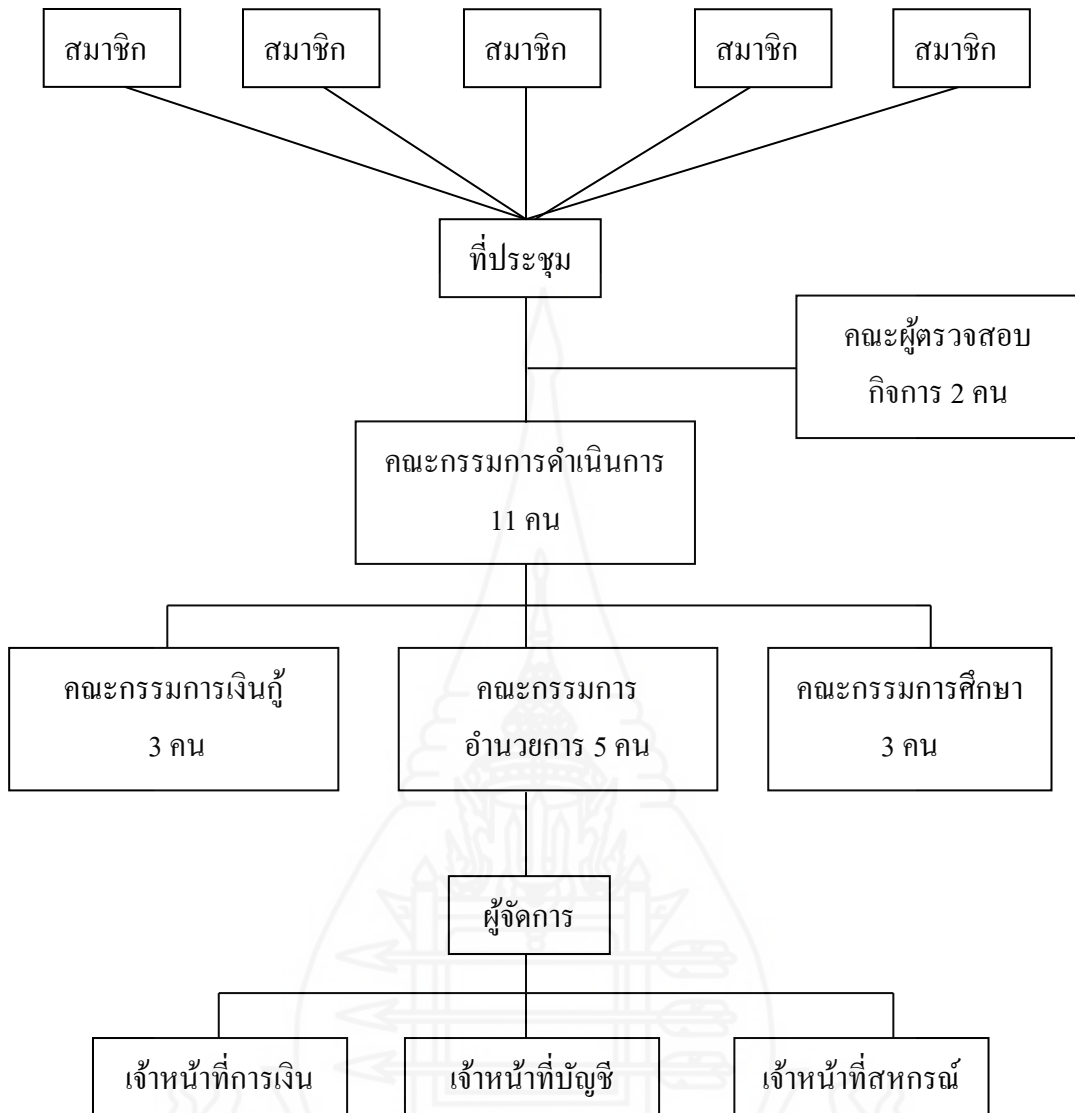 สมาชิก
สมาชิก
สมาชิก
สมาชิก
สมาชิก
ที่ประชุม
คณะผู้ตรวจสอบ
กิจการ 2 คน
คณะกรรมการดำเนินการ
11 คน
คณะกรรมการเงินกู้
3 คน
คณะกรรมการ
อำนวยการ 5 คน
คณะกรรมการศึกษา
3 คน
ผู้จัดการ
เจ้าหน้าที่การเงิน
เจ้าหน้าที่บัญชี
เจ้าหน้าที่สหกรณ์